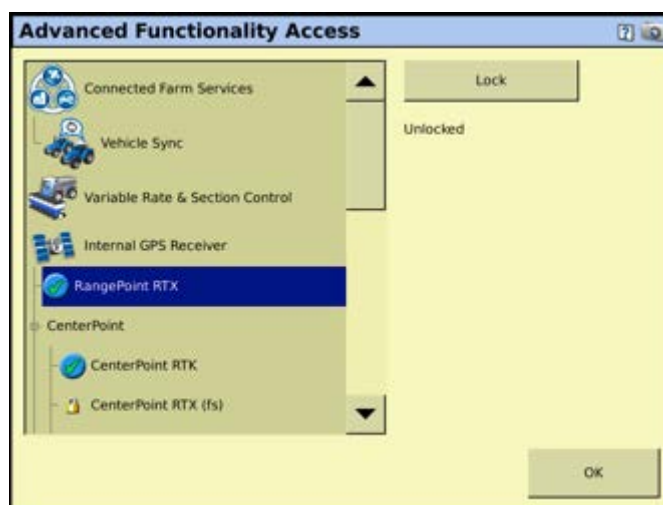 Advanced Functionality Access
Connected Farm Services
Vehicle Sync
Variable Rate & Section Control
Internal GPS Receiver
RangePoint RTX
CenterPoint
CenterPoint RTK
CenterPoint RTX (fs)
Lock
Unlocked
OK